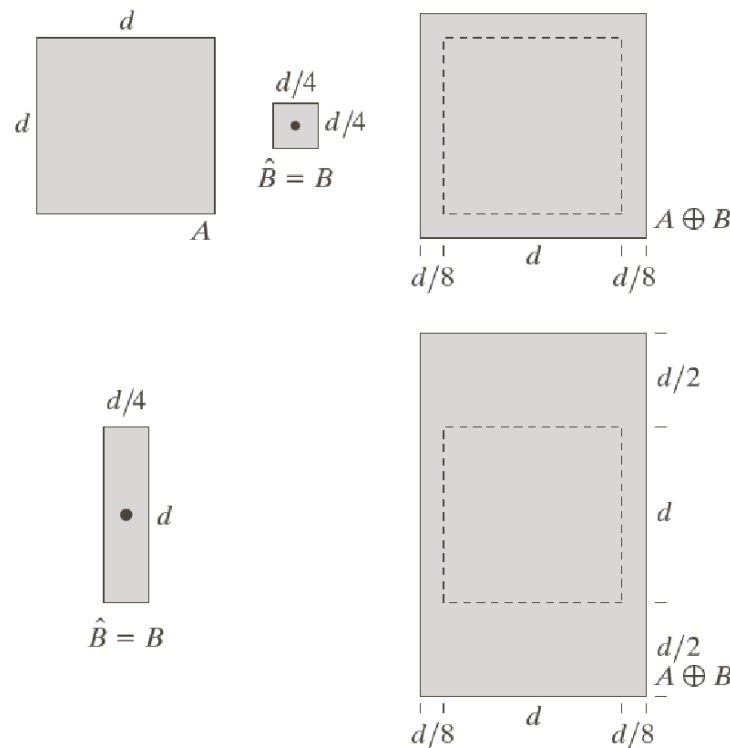 d
d
A
d/4
d/4
B̂ = B
A ⊕ B
d
d/8
d/8
d/4
d
B̂ = B
d/2
d
d/2
A ⊕ B
d
d/8
d/8